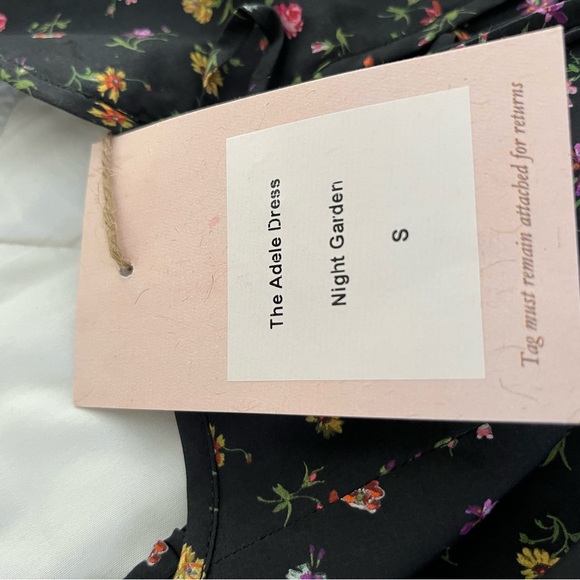 The Adele Dress
Night Garden
S
Tag must remain attached for returns